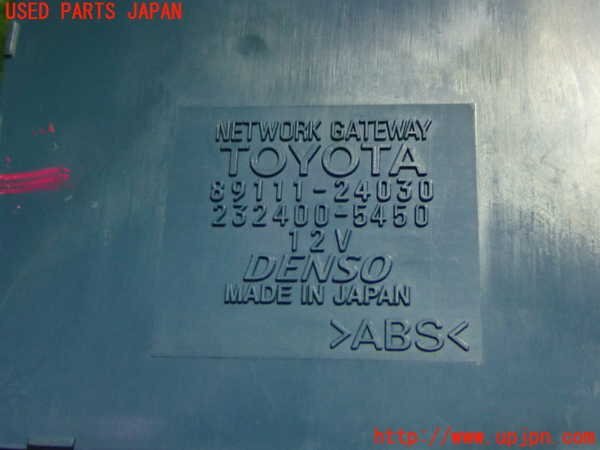 USED PARTS JAPAN
NETWORK GATEWAY
TOYOTA
89111-24030
232400-5450
12V
DENSO
MADE IN JAPAN
>ABS<
http://www.upjpn.com/